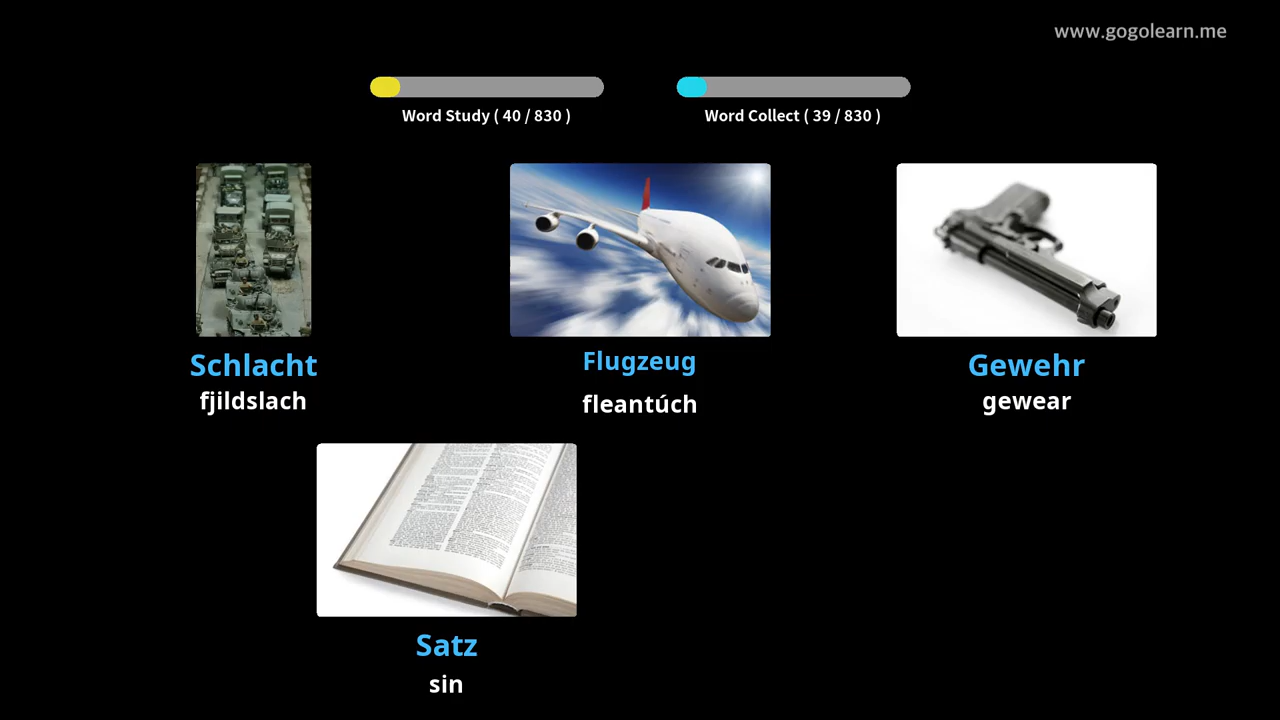 www.gogolearn.me
Word Study ( 40 / 830 )
Word Collect ( 39 / 830 )
Schlacht
fjildslach
Flugzeug
fleantúch
Gewehr
gewear
Satz
sin